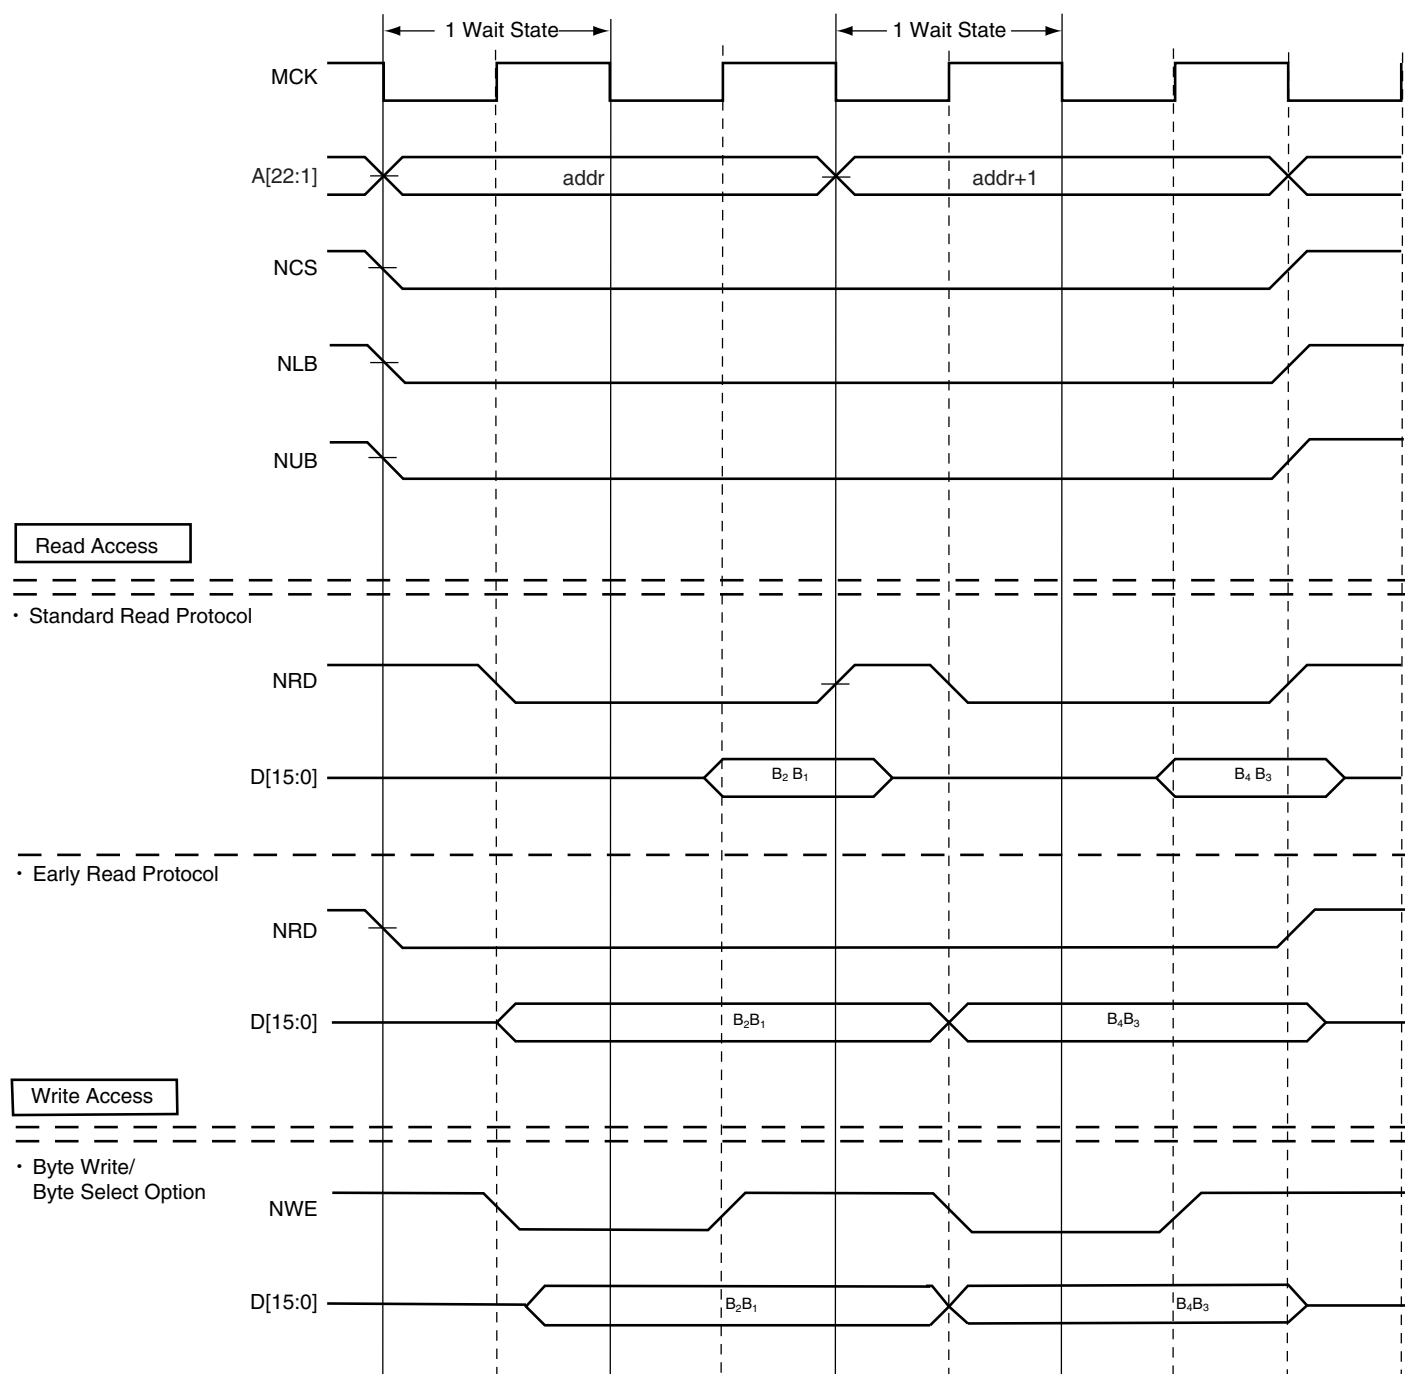 1 Wait State
1 Wait State
MCK
A[22:1]
addr
addr+1
NCS
NLB
NUB
Read Access
· Standard Read Protocol
NRD
D[15:0]
B₂ B₁
B₄ B₃
· Early Read Protocol
NRD
D[15:0]
B₂B₁
B₄B₃
Write Access
· Byte Write/
Byte Select Option
NWE
D[15:0]
B₂B₁
B₄B₃